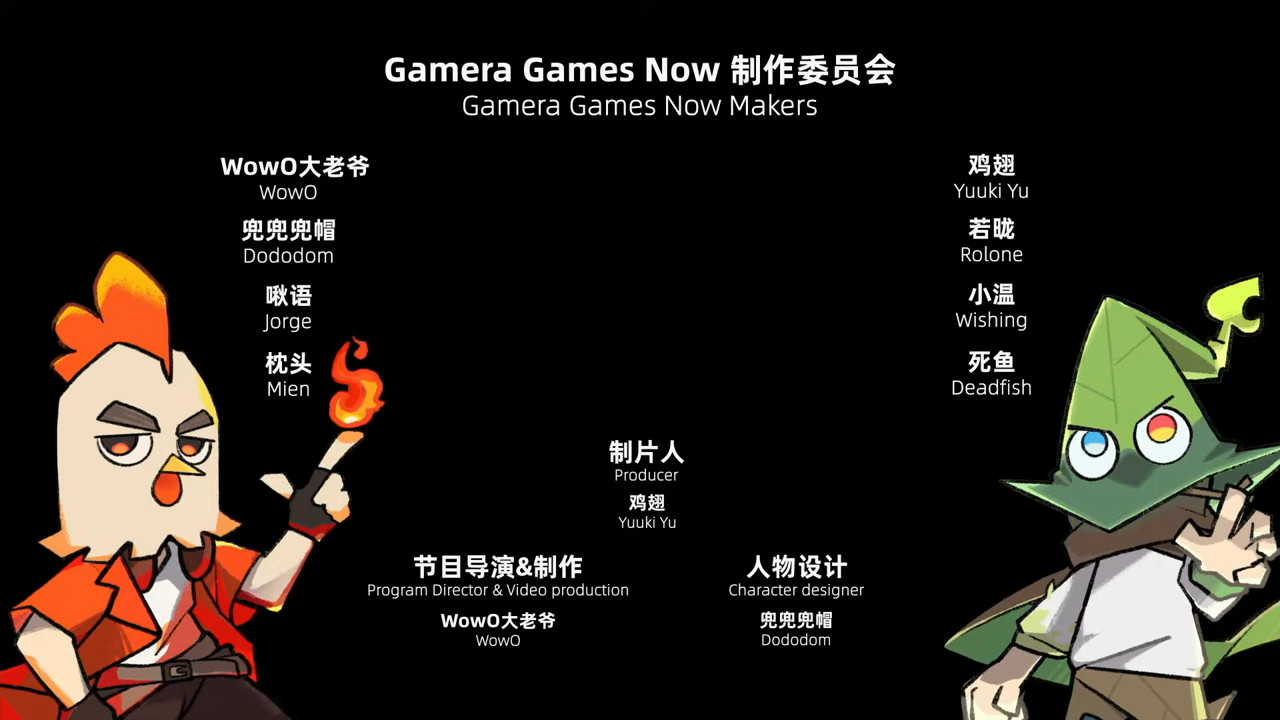 Gamera Games Now 制作委员会
Gamera Games Now Makers
WowO大老爷
WowO
兜兜兜帽
Dododom
啾语
Jorge
枕头
Mien
鸡翅
Yuuki Yu
若昽
Rolone
小温
Wishing
死鱼
Deadfish
制片人
Producer
鸡翅
Yuuki Yu
节目导演&制作
Program Director & Video production
WowO大老爷
WowO
人物设计
Character designer
兜兜兜帽
Dododom